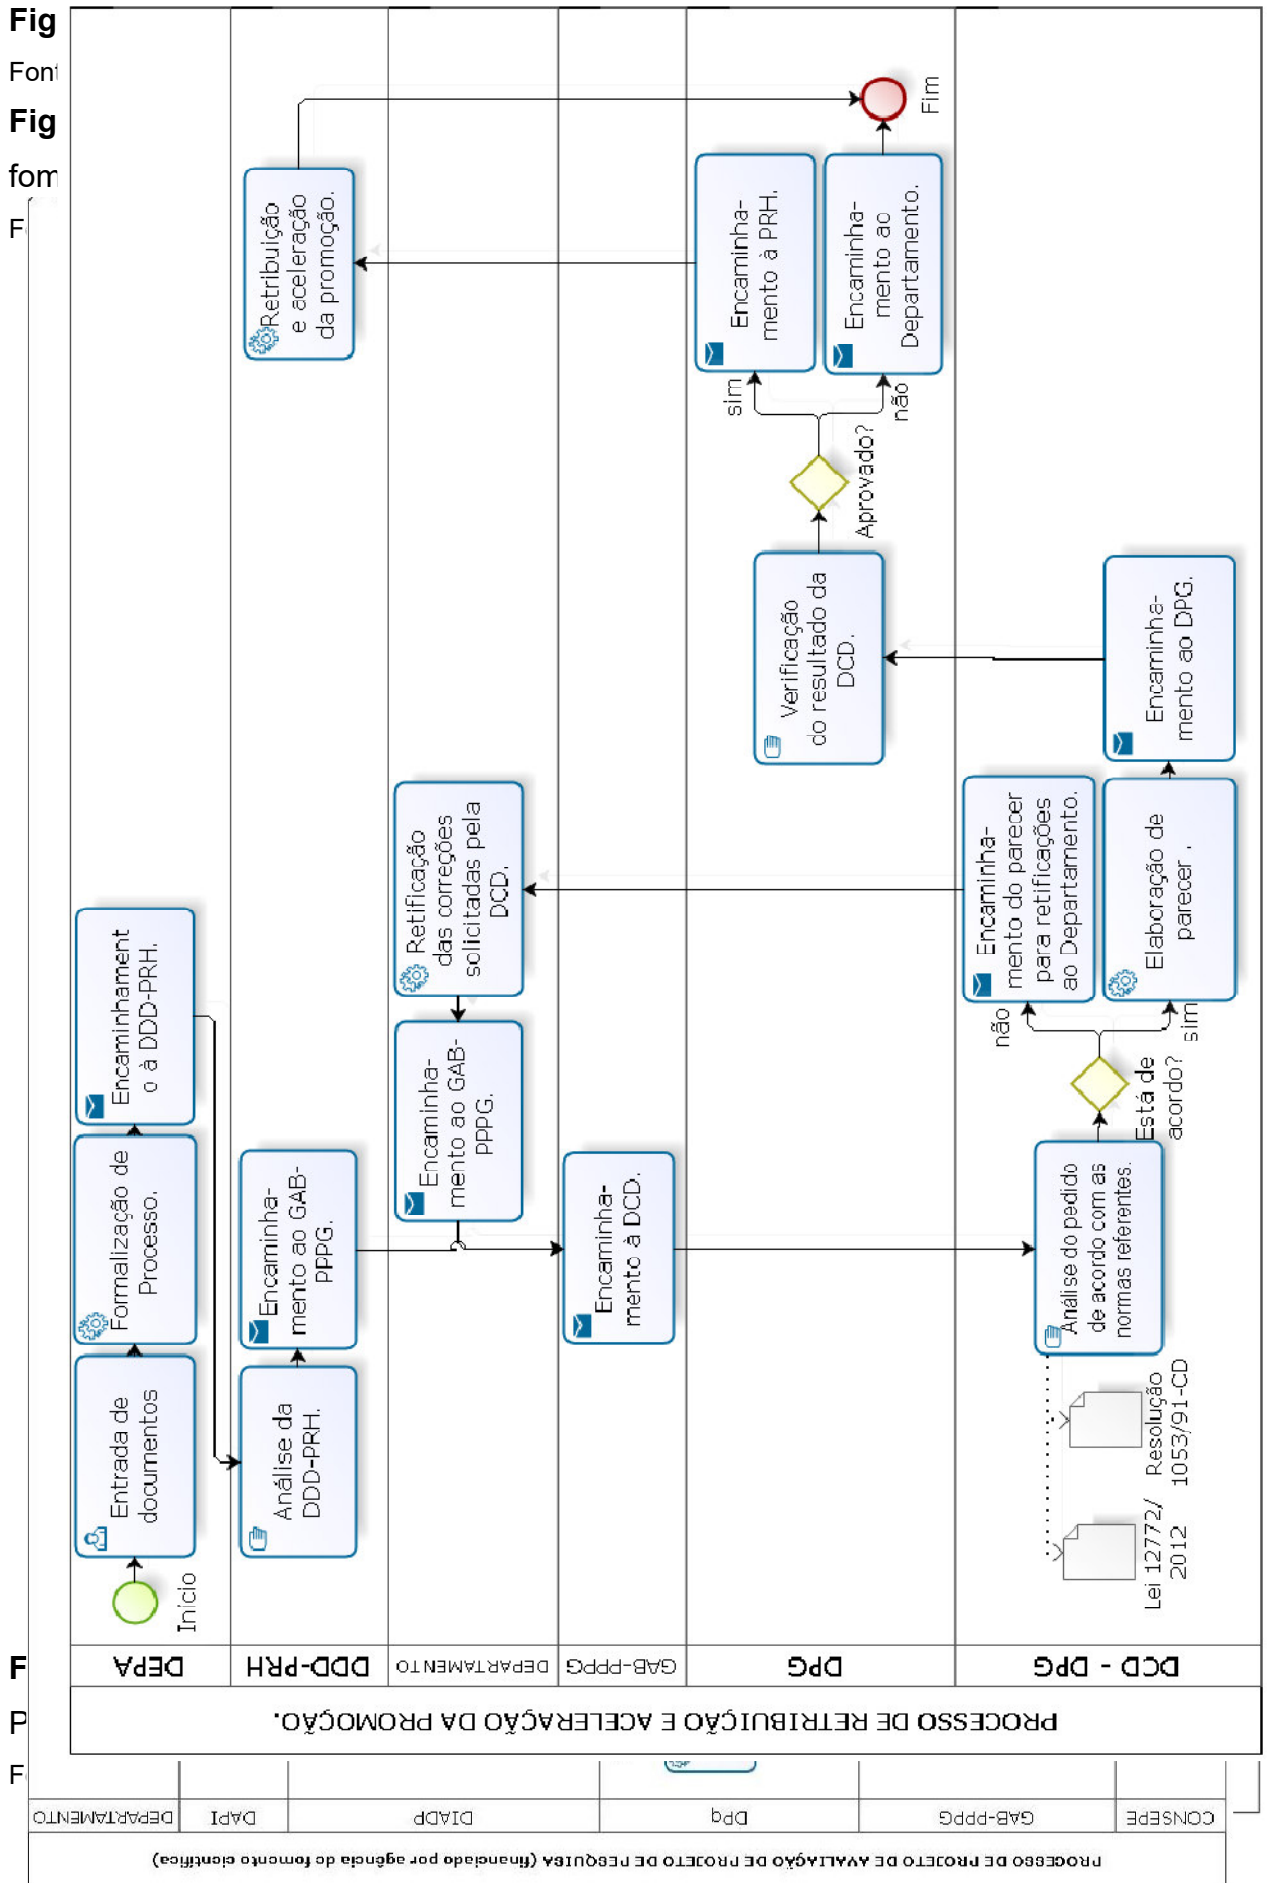 Fig
Font
Fig
fom
F
F
P
F
PROCESSO DE RETRIBUIÇÃO E ACELERAÇÃO DA PROMOÇÃO.
DEPA
Início
Entrada de
documentos
Formalização de
Processo.
Encaminhament
o à DDD-PRH.
DDD-PRH
Análise da
DDD-PRH.
Encaminha-
mento ao GAB-
PPPG.
Retribuição
e aceleração
da promoção.
DEPARTAMENTO
Encaminha-
mento ao GAB-
PPPG.
Retificação
das correções
solicitadas pela
DCD.
GAB-PPPG
Encaminha-
mento à DCD.
DPG
Verificação
do resultado da
DCD.
Aprovado?
sim
não
Encaminha-
mento à PRH.
Encaminha-
mento ao
Departamento.
Fim
DCD - DPG
Lei 12772/
2012
Resolução
1053/91-CD
Análise do pedido
de acordo com as
normas referentes.
Está de
acordo?
não
sim
Encaminha-
mento do parecer
para retificações
ao Departamento.
Elaboração de
parecer .
Encaminha-
mento ao DPG.
DEPARTAMENTO
DAPI
DIADP
DPq
GAB-PPPG
CONSEPE
PROCESSO DE PROJETO DE AVALIAÇÃO DE PROJETO DE PESQUISA (financiado por agência de fomento científica)